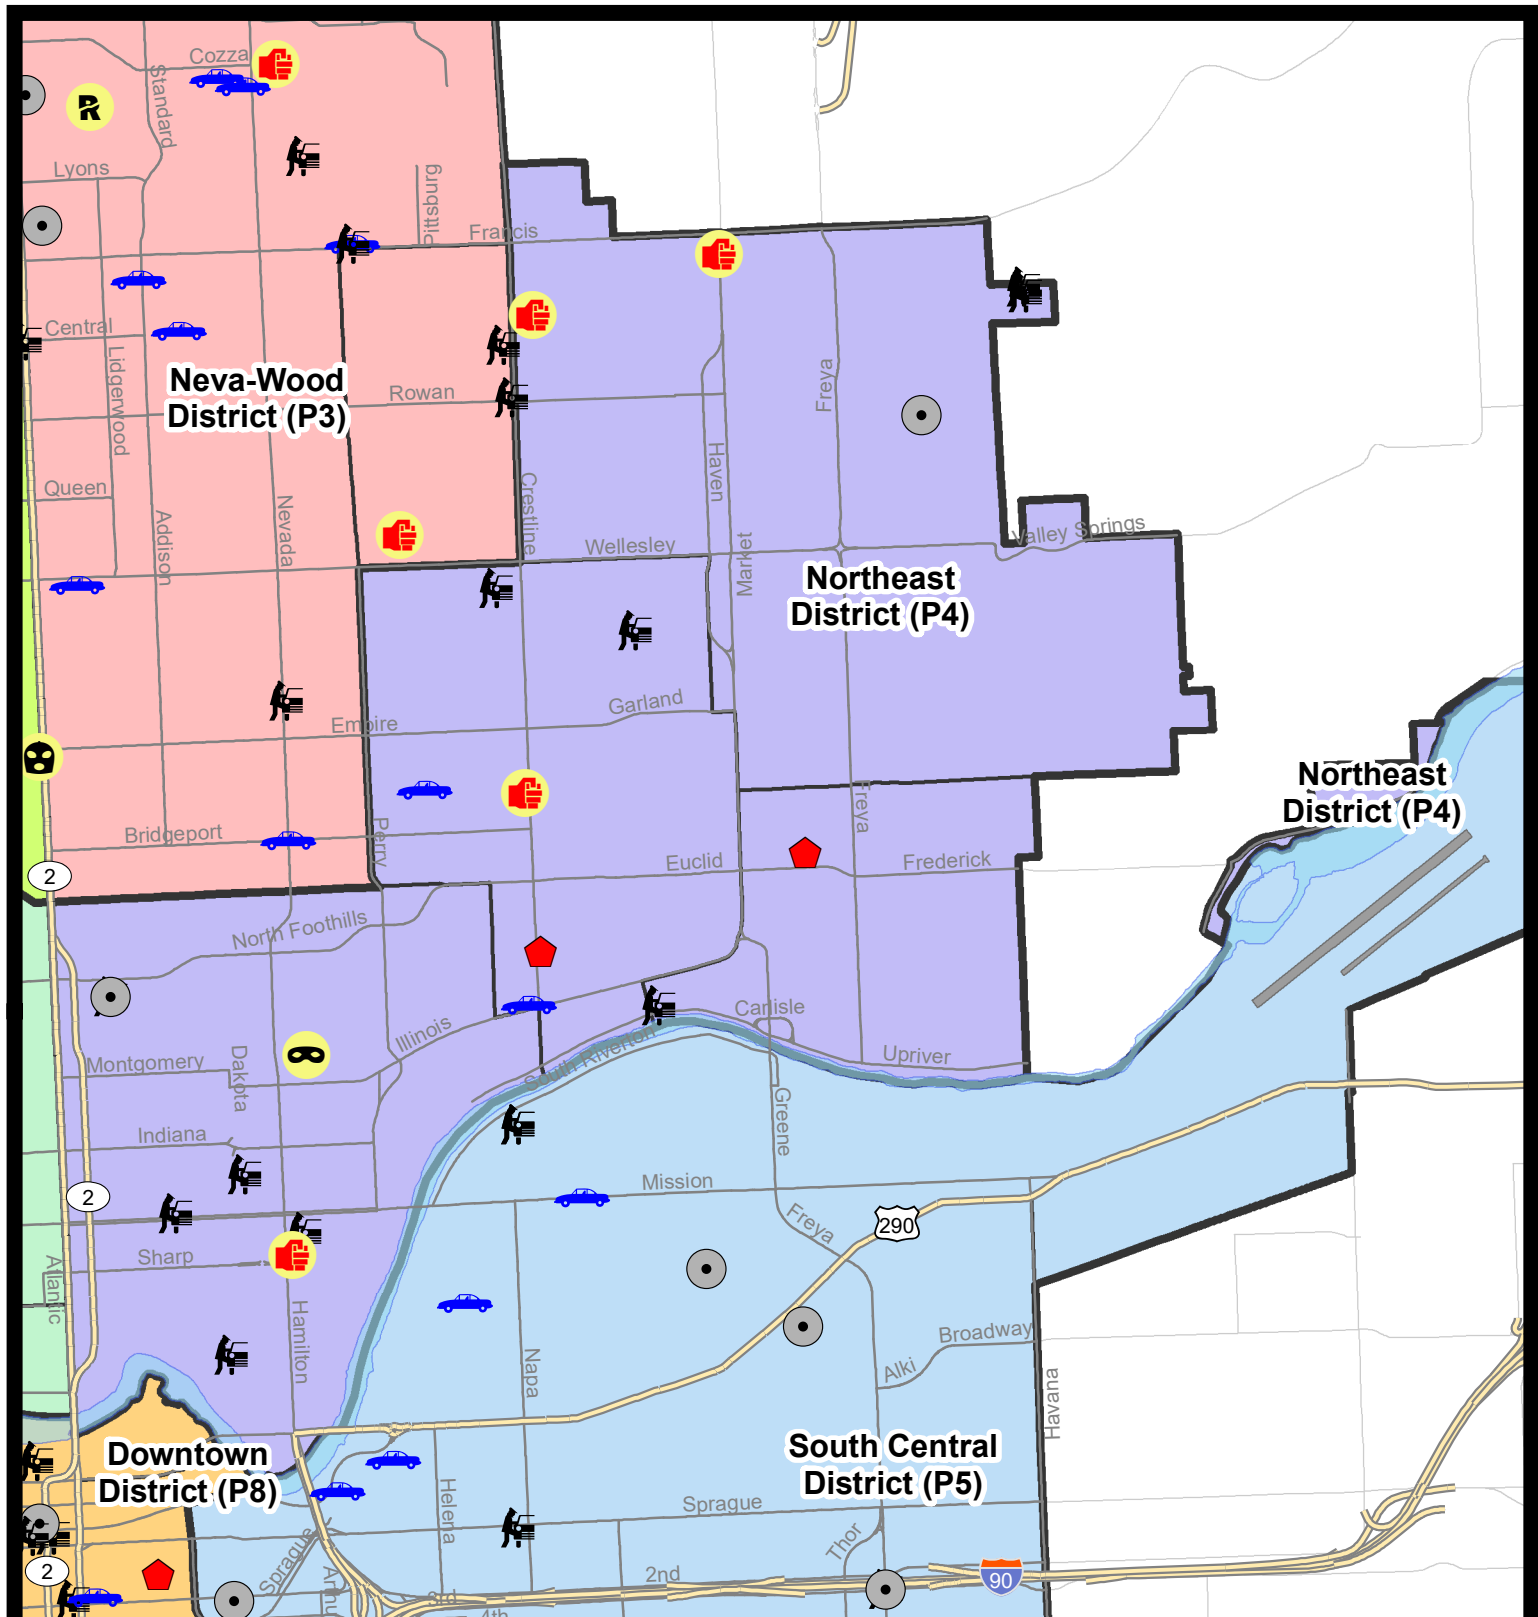 Cozza
Standard
R
Lyons
Pittsburg
Francis
Central
Lidgerwood
Neva-Wood
District (P3)
Rowan
Freya
Haven
Queen
Addison
Nevada
Crestline
Wellesley
Market
Valley Springs
Northeast
District (P4)
Empire
Garland
Northeast
District (P4)
Bridgeport
Perry
Freya
Euclid
Frederick
2
North Foothills
Illinois
Carlisle
South Riverton
Upriver
Montgomery
Dakota
Greene
Indiana
2
Mission
Freya
290
Sharp
Atlantic
Hamilton
Napa
Broadway
Alki
Havana
Downtown
District (P8)
South Central
District (P5)
Helena
Sprague
Sprague
Thor
2
2nd
90
3rd
4th